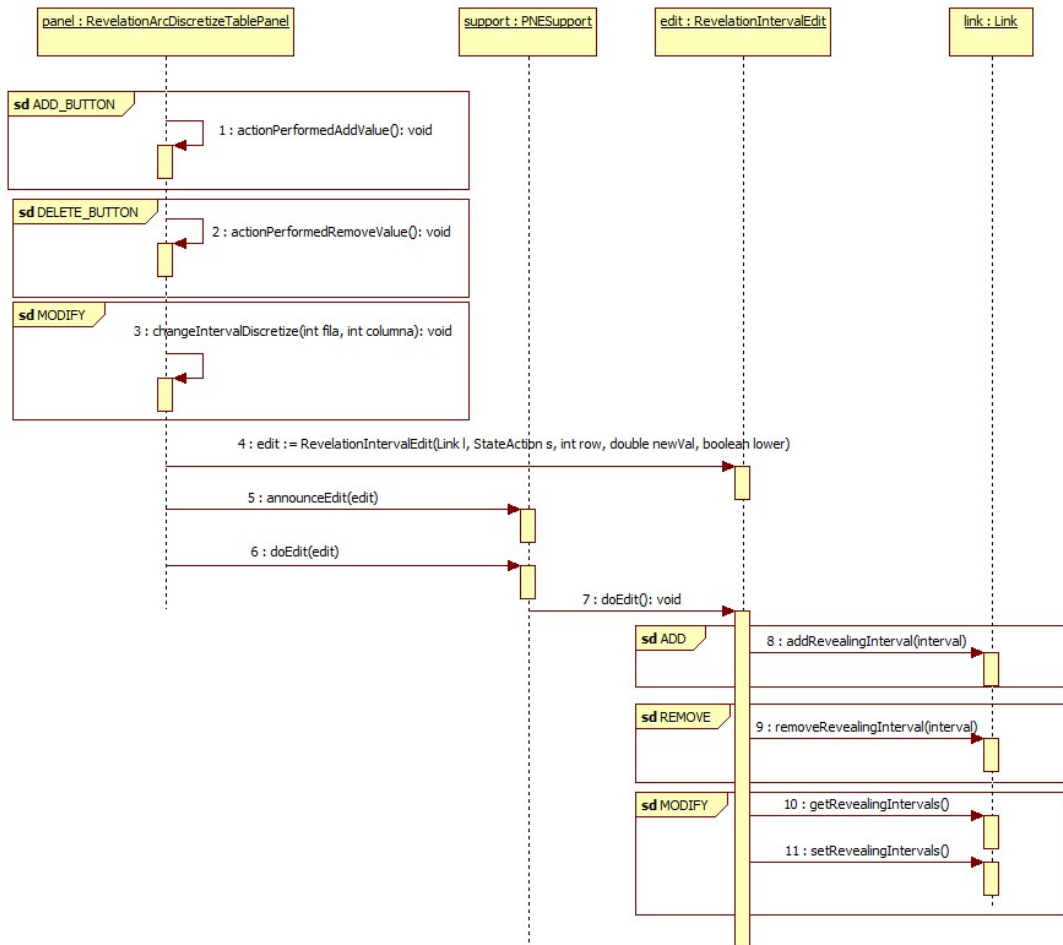 panel : RevelationArcDiscretizeTablePanel
support : PNESupport
edit : RevelationIntervalEdit
link : Link
sd ADD_BUTTON
1 : actionPerformedAddValue(): void
sd DELETE_BUTTON
2 : actionPerformedRemoveValue(): void
sd MODIFY
3 : changeIntervalDiscretize(int fila, int columna): void
4 : edit := RevelationIntervalEdit(Link l, StateAction s, int row, double newVal, boolean lower)
5 : announceEdit(edit)
6 : doEdit(edit)
7 : doEdit(): void
sd ADD
8 : addRevealingInterval(interval)
sd REMOVE
9 : removeRevealingInterval(interval)
sd MODIFY
10 : getRevealingIntervals()
11 : setRevealingIntervals()